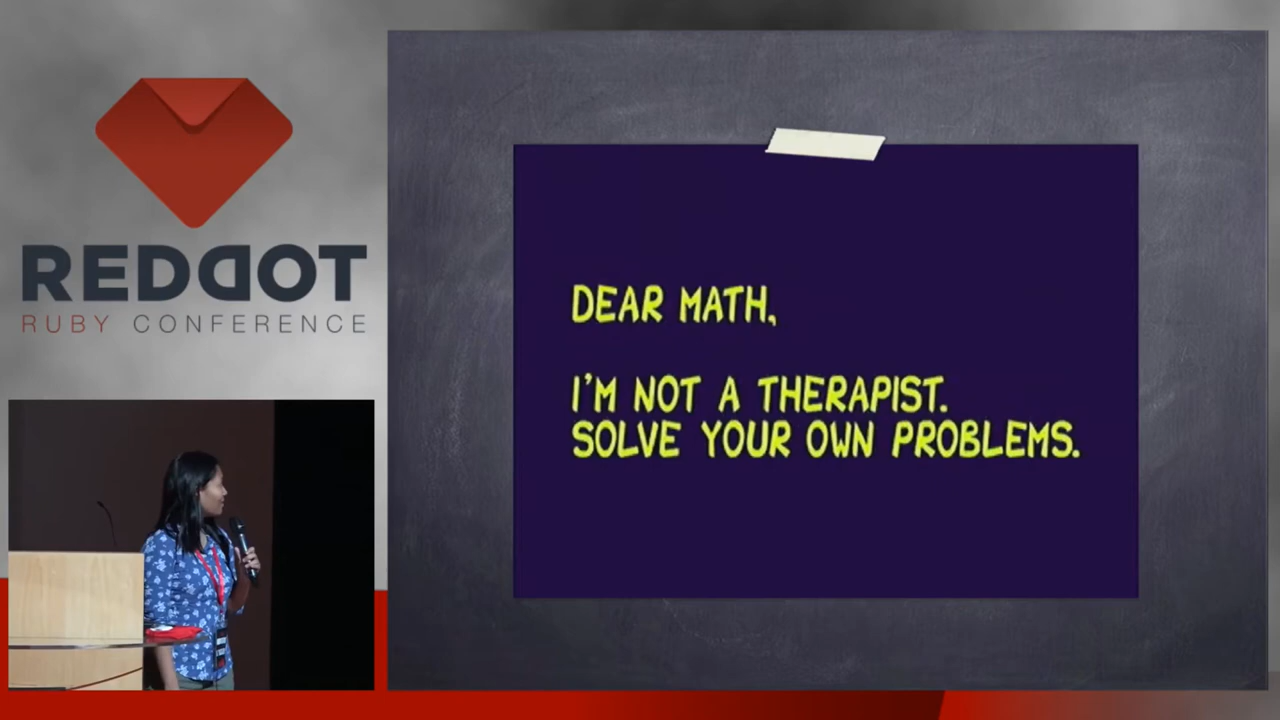 REDDOT
RUBY CONFERENCE
DEAR MATH,
I'M NOT A THERAPIST.
SOLVE YOUR OWN PROBLEMS.